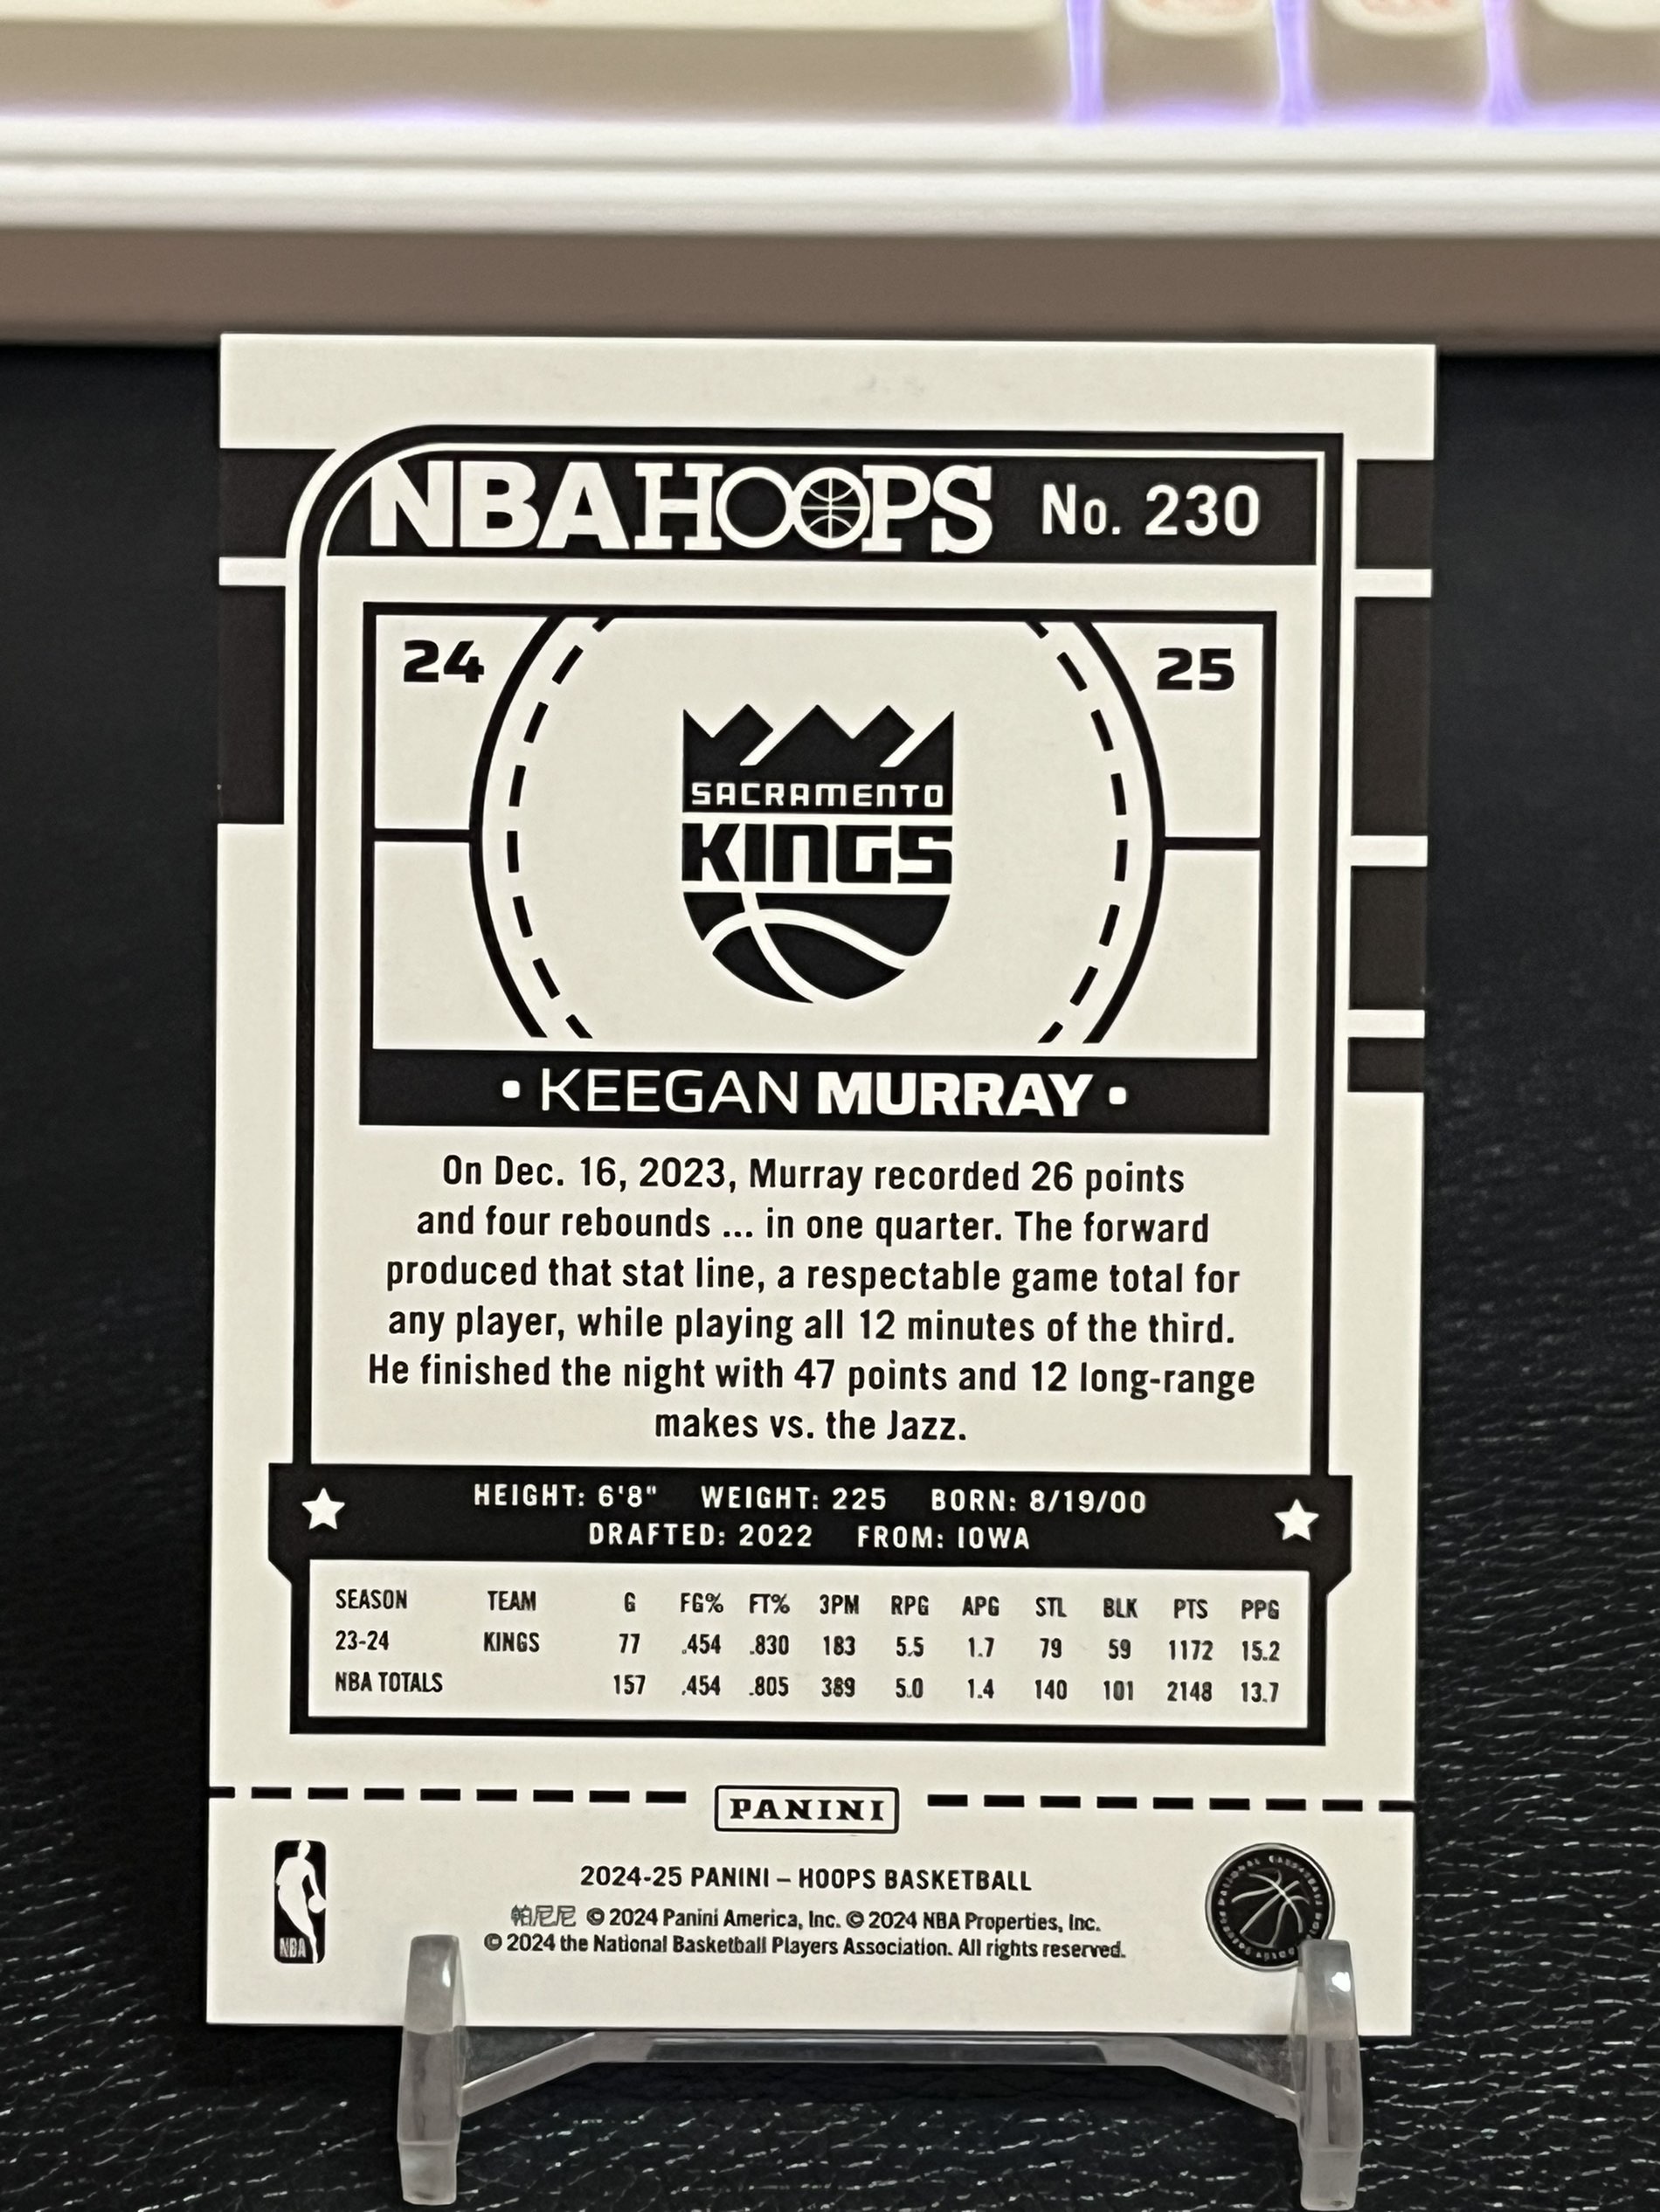 NBA HOOPS No. 230
24 25
SACRAMENTO
KINGS
• KEEGAN MURRAY •
On Dec. 16, 2023, Murray recorded 26 points
and four rebounds ... in one quarter. The forward
produced that stat line, a respectable game total for
any player, while playing all 12 minutes of the third.
He finished the night with 47 points and 12 long-range
makes vs. the Jazz.
HEIGHT: 6'8" WEIGHT: 225 BORN: 8/19/00
DRAFTED: 2022 FROM: IOWA
SEASON TEAM G FG% FT% 3PM RPG APG STL BLK PTS PPG
23-24 KINGS 77 .454 .830 183 5.5 1.7 79 59 1172 15.2
NBA TOTALS 157 .454 .805 389 5.0 1.4 140 101 2148 13.7
PANINI
2024-25 PANINI – HOOPS BASKETBALL
帕尼尼 © 2024 Panini America, Inc. © 2024 NBA Properties, Inc.
© 2024 the National Basketball Players Association. All rights reserved.
NBA